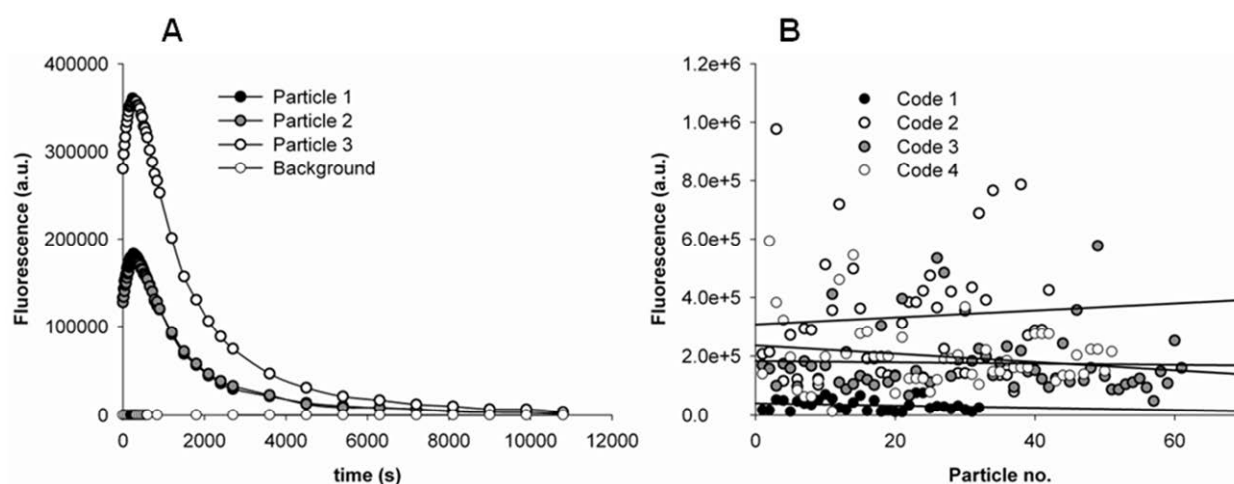 A
400000
300000
200000
100000
0
Fluorescence (a.u.)
Particle 1
Particle 2
Particle 3
Background
0 2000 4000 6000 8000 10000 12000
time (s)
B
1.2e+6
1.0e+6
8.0e+5
6.0e+5
4.0e+5
2.0e+5
0.0
Fluorescence (a.u.)
Code 1
Code 2
Code 3
Code 4
0 20 40 60
Particle no.